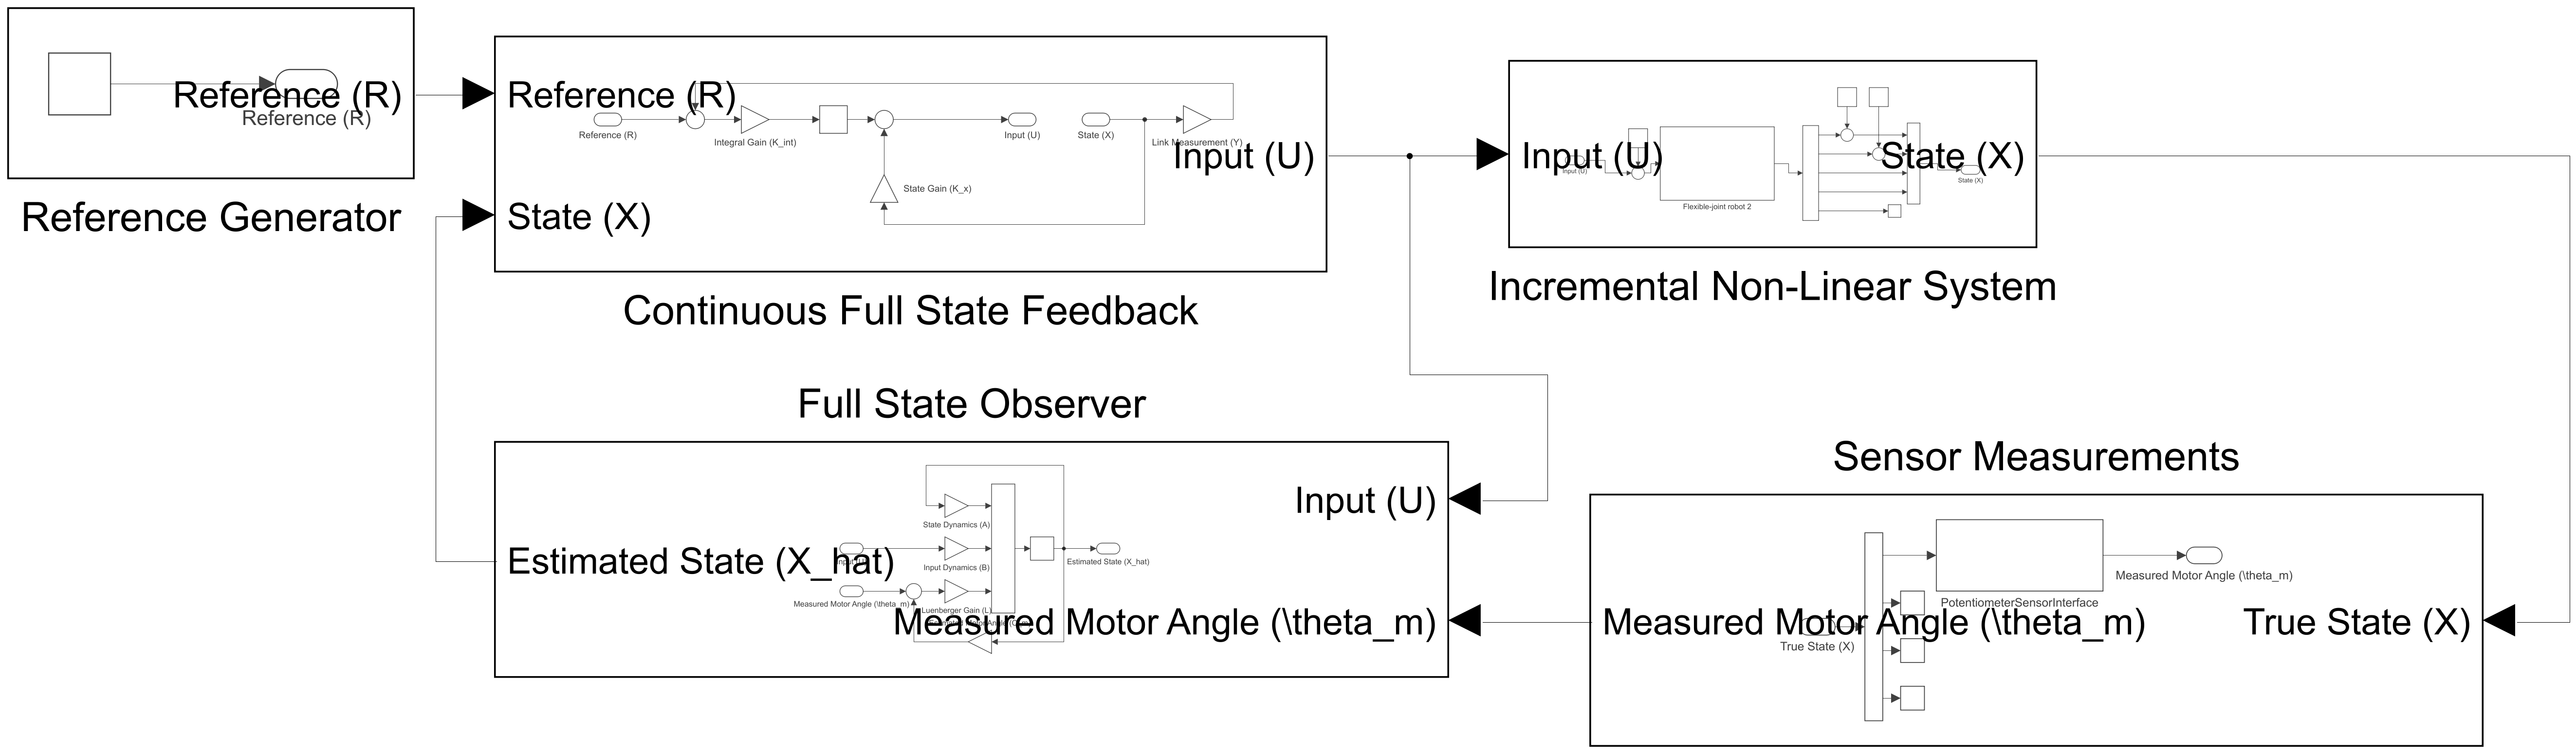 Reference (R)
Reference (R)
Reference Generator
Reference (R)
State (X)
Input (U)
Reference (R)
Integral Gain (K_int)
State Gain (K_x)
Input (U)
State (X)
Link Measurement (Y)
Continuous Full State Feedback
Input (U)
State (X)
Input (U)
Flexible-joint robot 2
State (X)
Incremental Non-Linear System
Full State Observer
Estimated State (X_hat)
Input (U)
Measured Motor Angle (\theta_m)
State Dynamics (A)
Input (U)
Input Dynamics (B)
Estimated State (X_hat)
Measured Motor Angle (\theta_m)
Luenberger Gain (L)
Sensor Measurements
Measured Motor Angle (\theta_m)
True State (X)
Measured Motor Angle (\theta_m)
PotentiometerSensorInterface
True State (X)